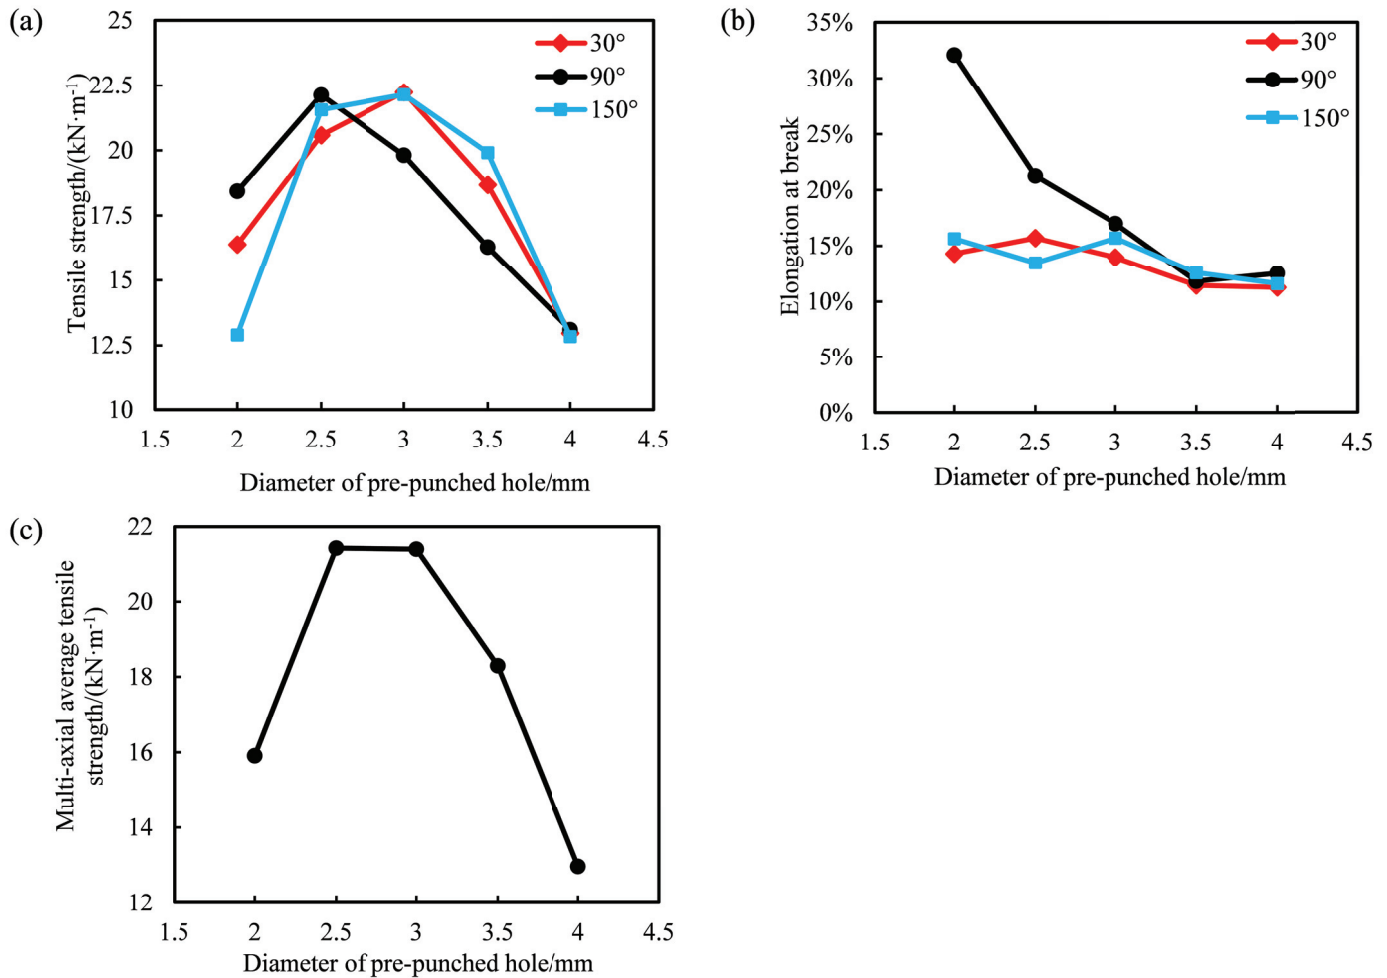 (a)
25
22.5
20
17.5
15
12.5
10
Tensile strength/(kN·m⁻¹)
30°
90°
150°
1.5 2 2.5 3 3.5 4 4.5
Diameter of pre-punched hole/mm
(b)
35%
30%
25%
20%
15%
10%
5%
0%
Elongation at break
30°
90°
150°
1.5 2 2.5 3 3.5 4 4.5
Diameter of pre-punched hole/mm
(c)
22
20
18
16
14
12
Multi-axial average tensile
strength/(kN·m⁻¹)
1.5 2 2.5 3 3.5 4 4.5
Diameter of pre-punched hole/mm